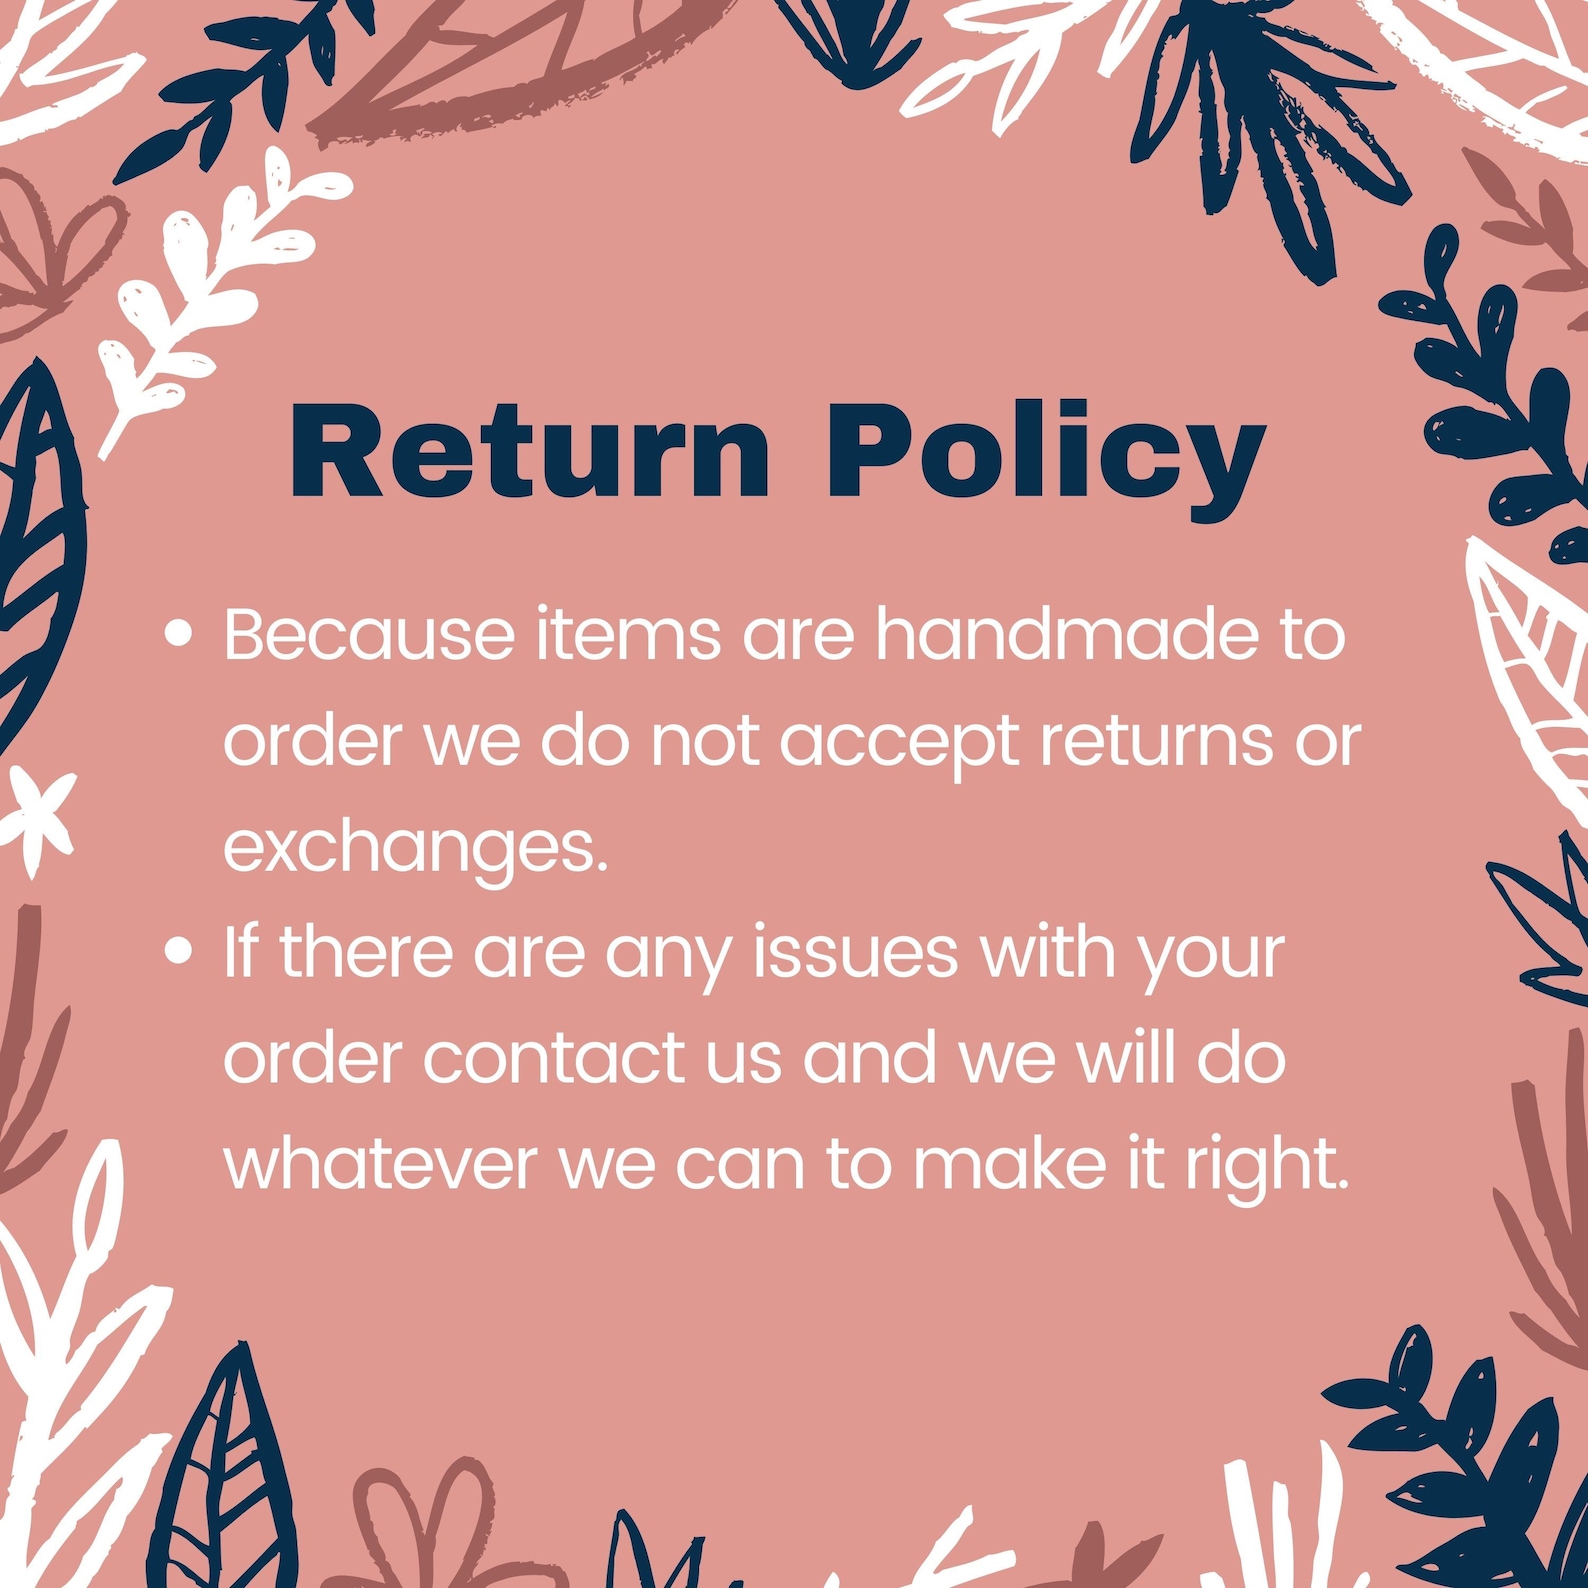 Return Policy
• Because items are handmade to
order we do not accept returns or
exchanges.
• If there are any issues with your
order contact us and we will do
whatever we can to make it right.